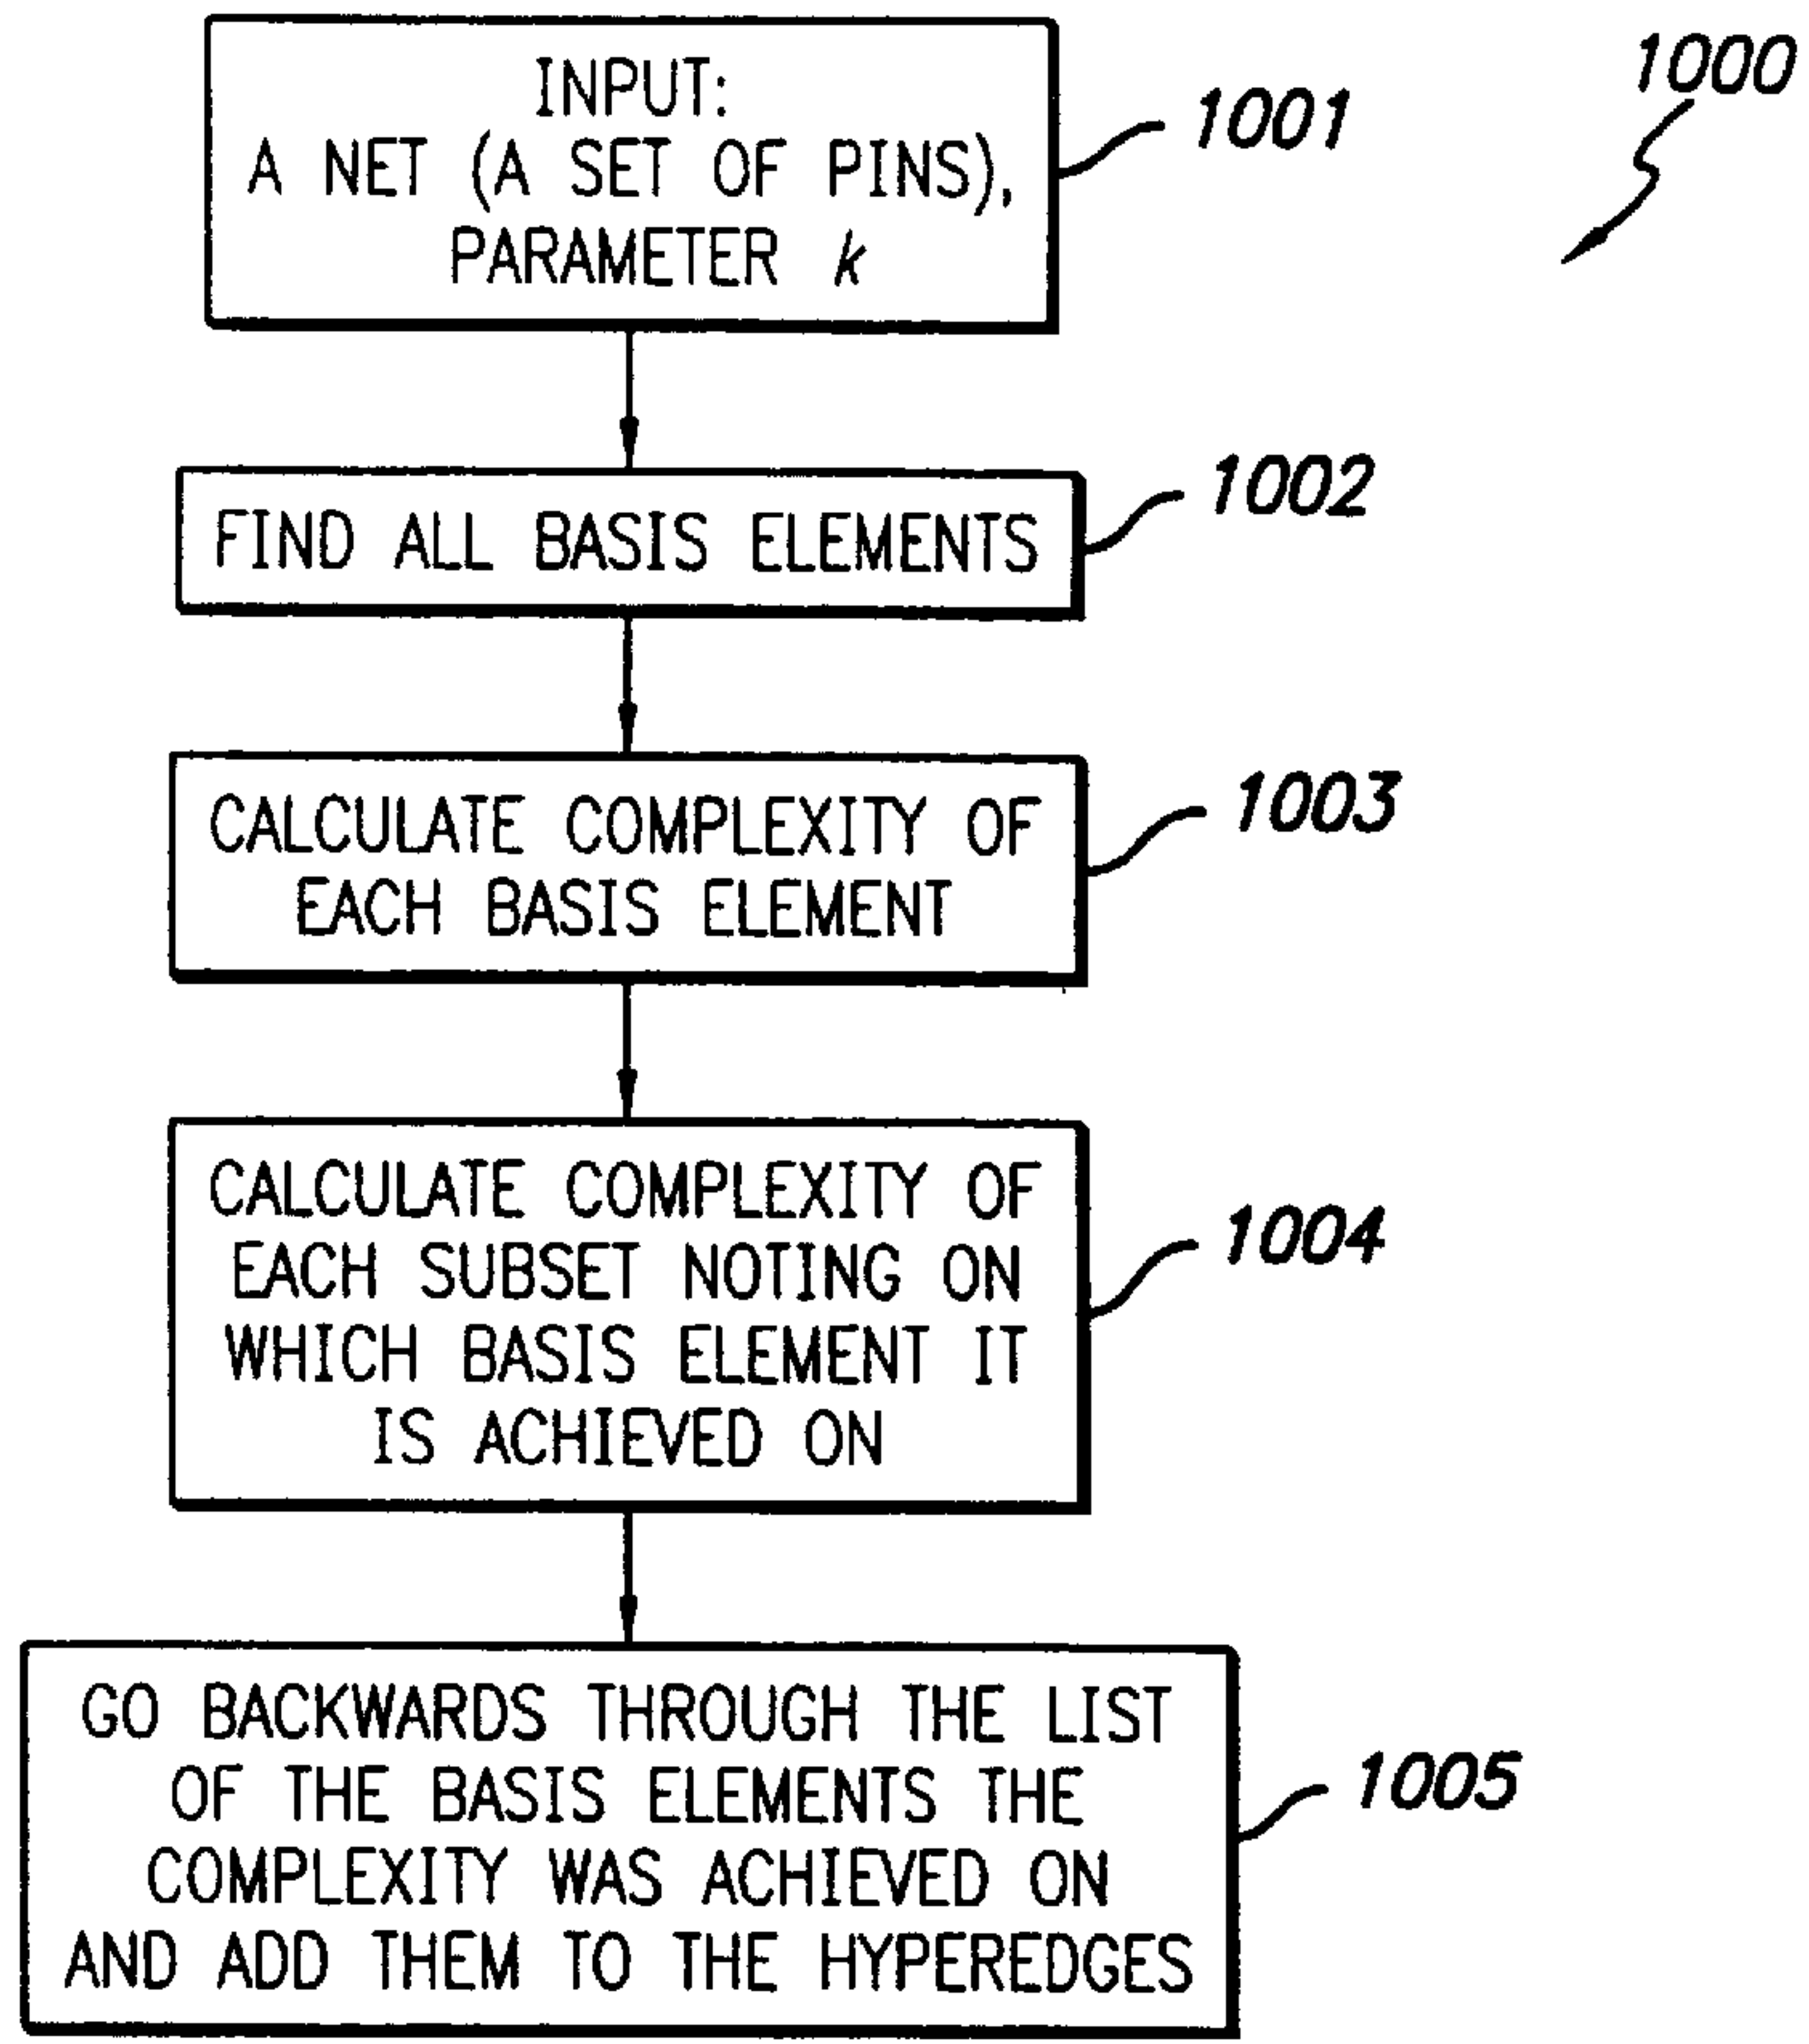 1000
INPUT:
A NET (A SET OF PINS),
PARAMETER k
1001
FIND ALL BASIS ELEMENTS
1002
CALCULATE COMPLEXITY OF
EACH BASIS ELEMENT
1003
CALCULATE COMPLEXITY OF
EACH SUBSET NOTING ON
WHICH BASIS ELEMENT IT
IS ACHIEVED ON
1004
GO BACKWARDS THROUGH THE LIST
OF THE BASIS ELEMENTS THE
COMPLEXITY WAS ACHIEVED ON
AND ADD THEM TO THE HYPEREDGES
1005